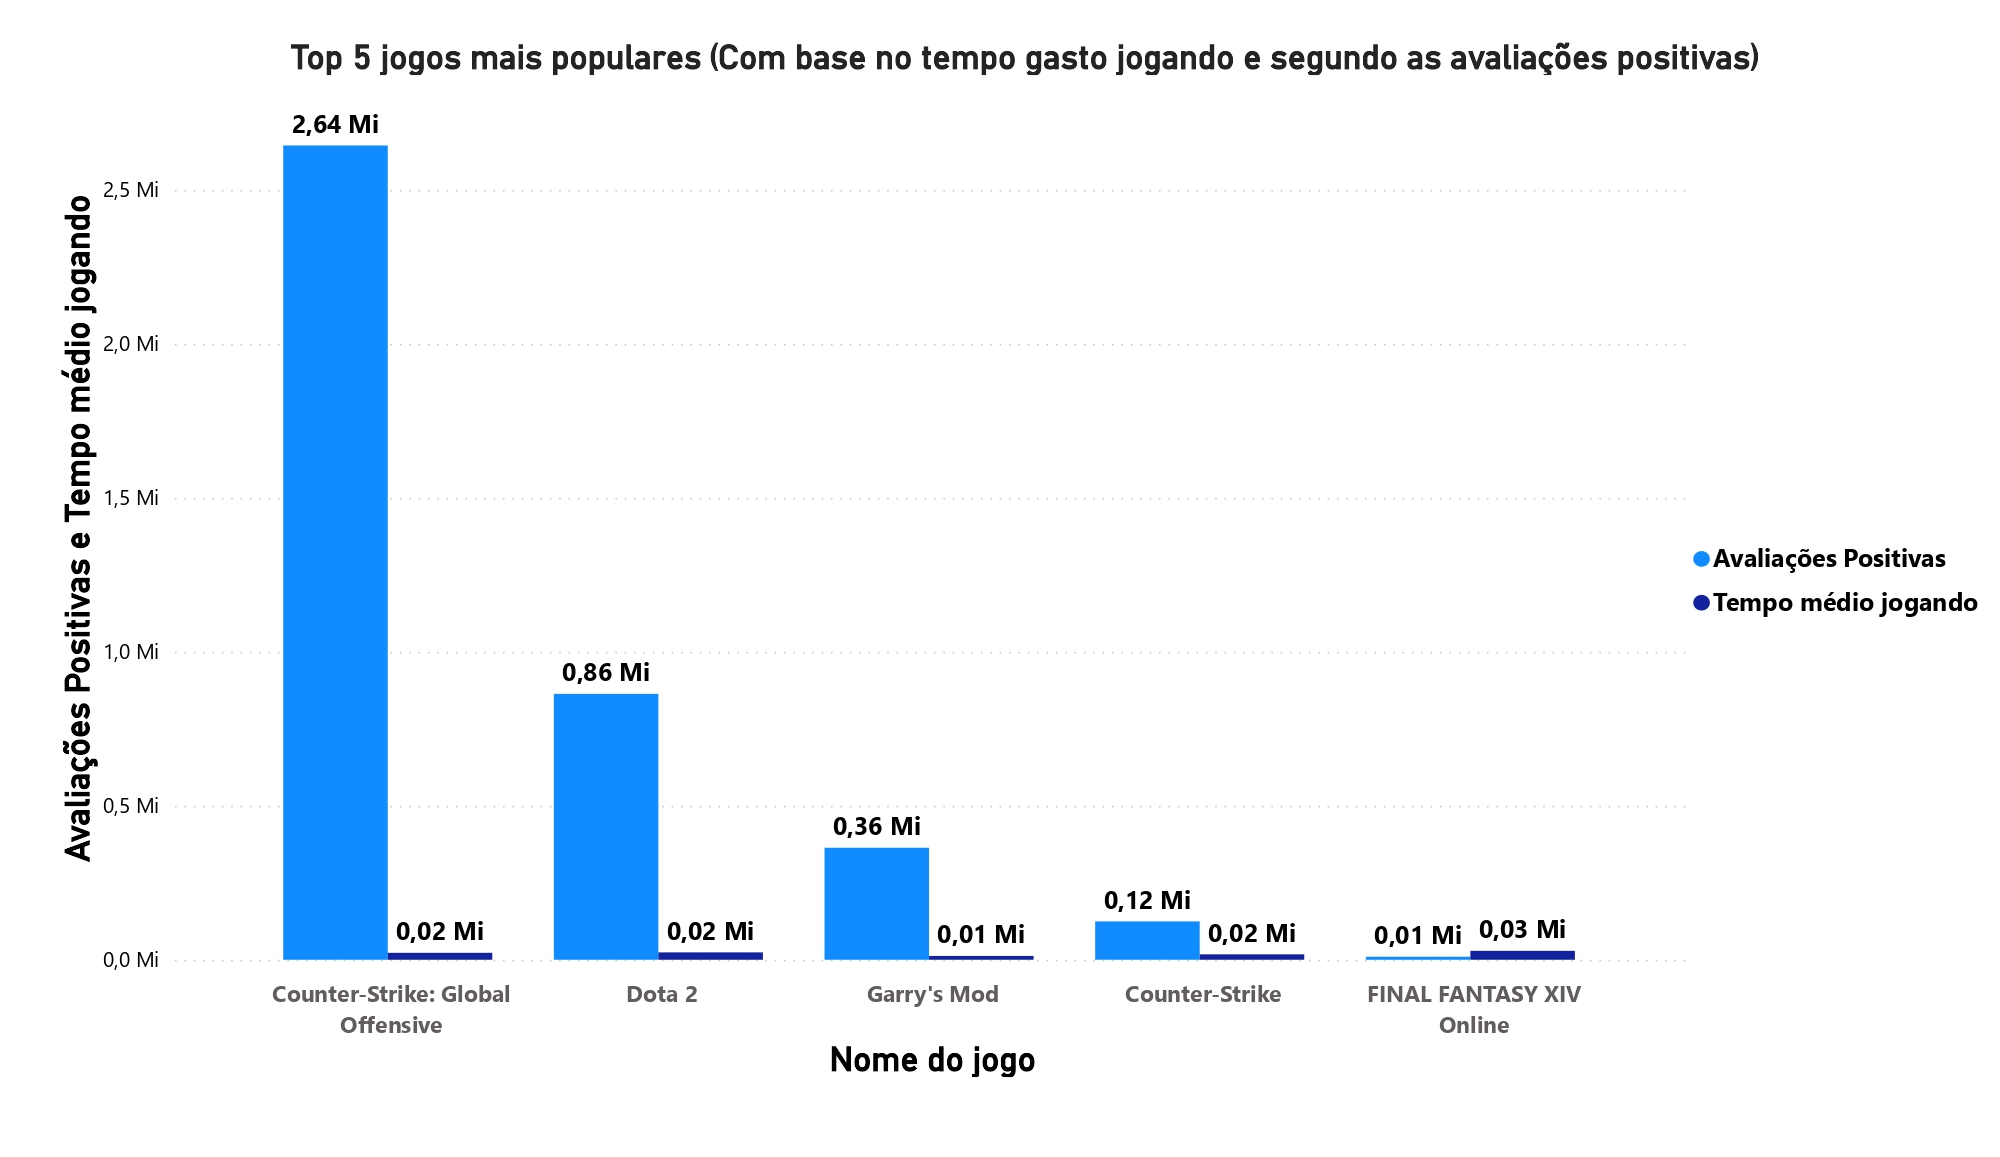 Top 5 jogos mais populares (Com base no tempo gasto jogando e segundo as avaliações positivas)
Avaliações Positivas e Tempo médio jogando
2,5 Mi
2,0 Mi
1,5 Mi
1,0 Mi
0,5 Mi
0,0 Mi
2,64 Mi
0,02 Mi
0,86 Mi
0,02 Mi
0,36 Mi
0,01 Mi
0,12 Mi
0,02 Mi
0,01 Mi
0,03 Mi
Counter-Strike: Global
Offensive
Dota 2
Garry's Mod
Counter-Strike
FINAL FANTASY XIV
Online
Nome do jogo
Avaliações Positivas
Tempo médio jogando